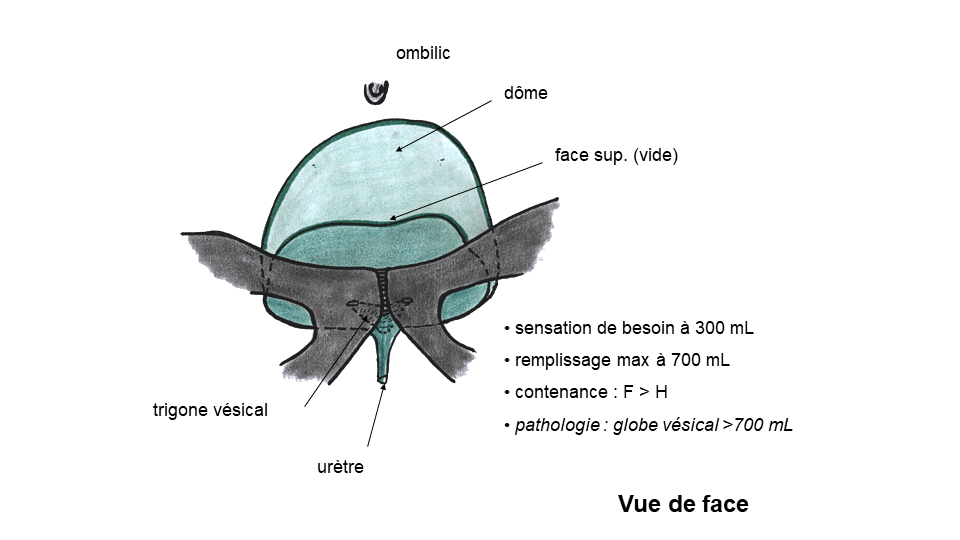 ombilic
dôme
face sup. (vide)
• sensation de besoin à 300 mL
• remplissage max à 700 mL
• contenance : F > H
• pathologie : globe vésical >700 mL
trigone vésical
urètre
Vue de face